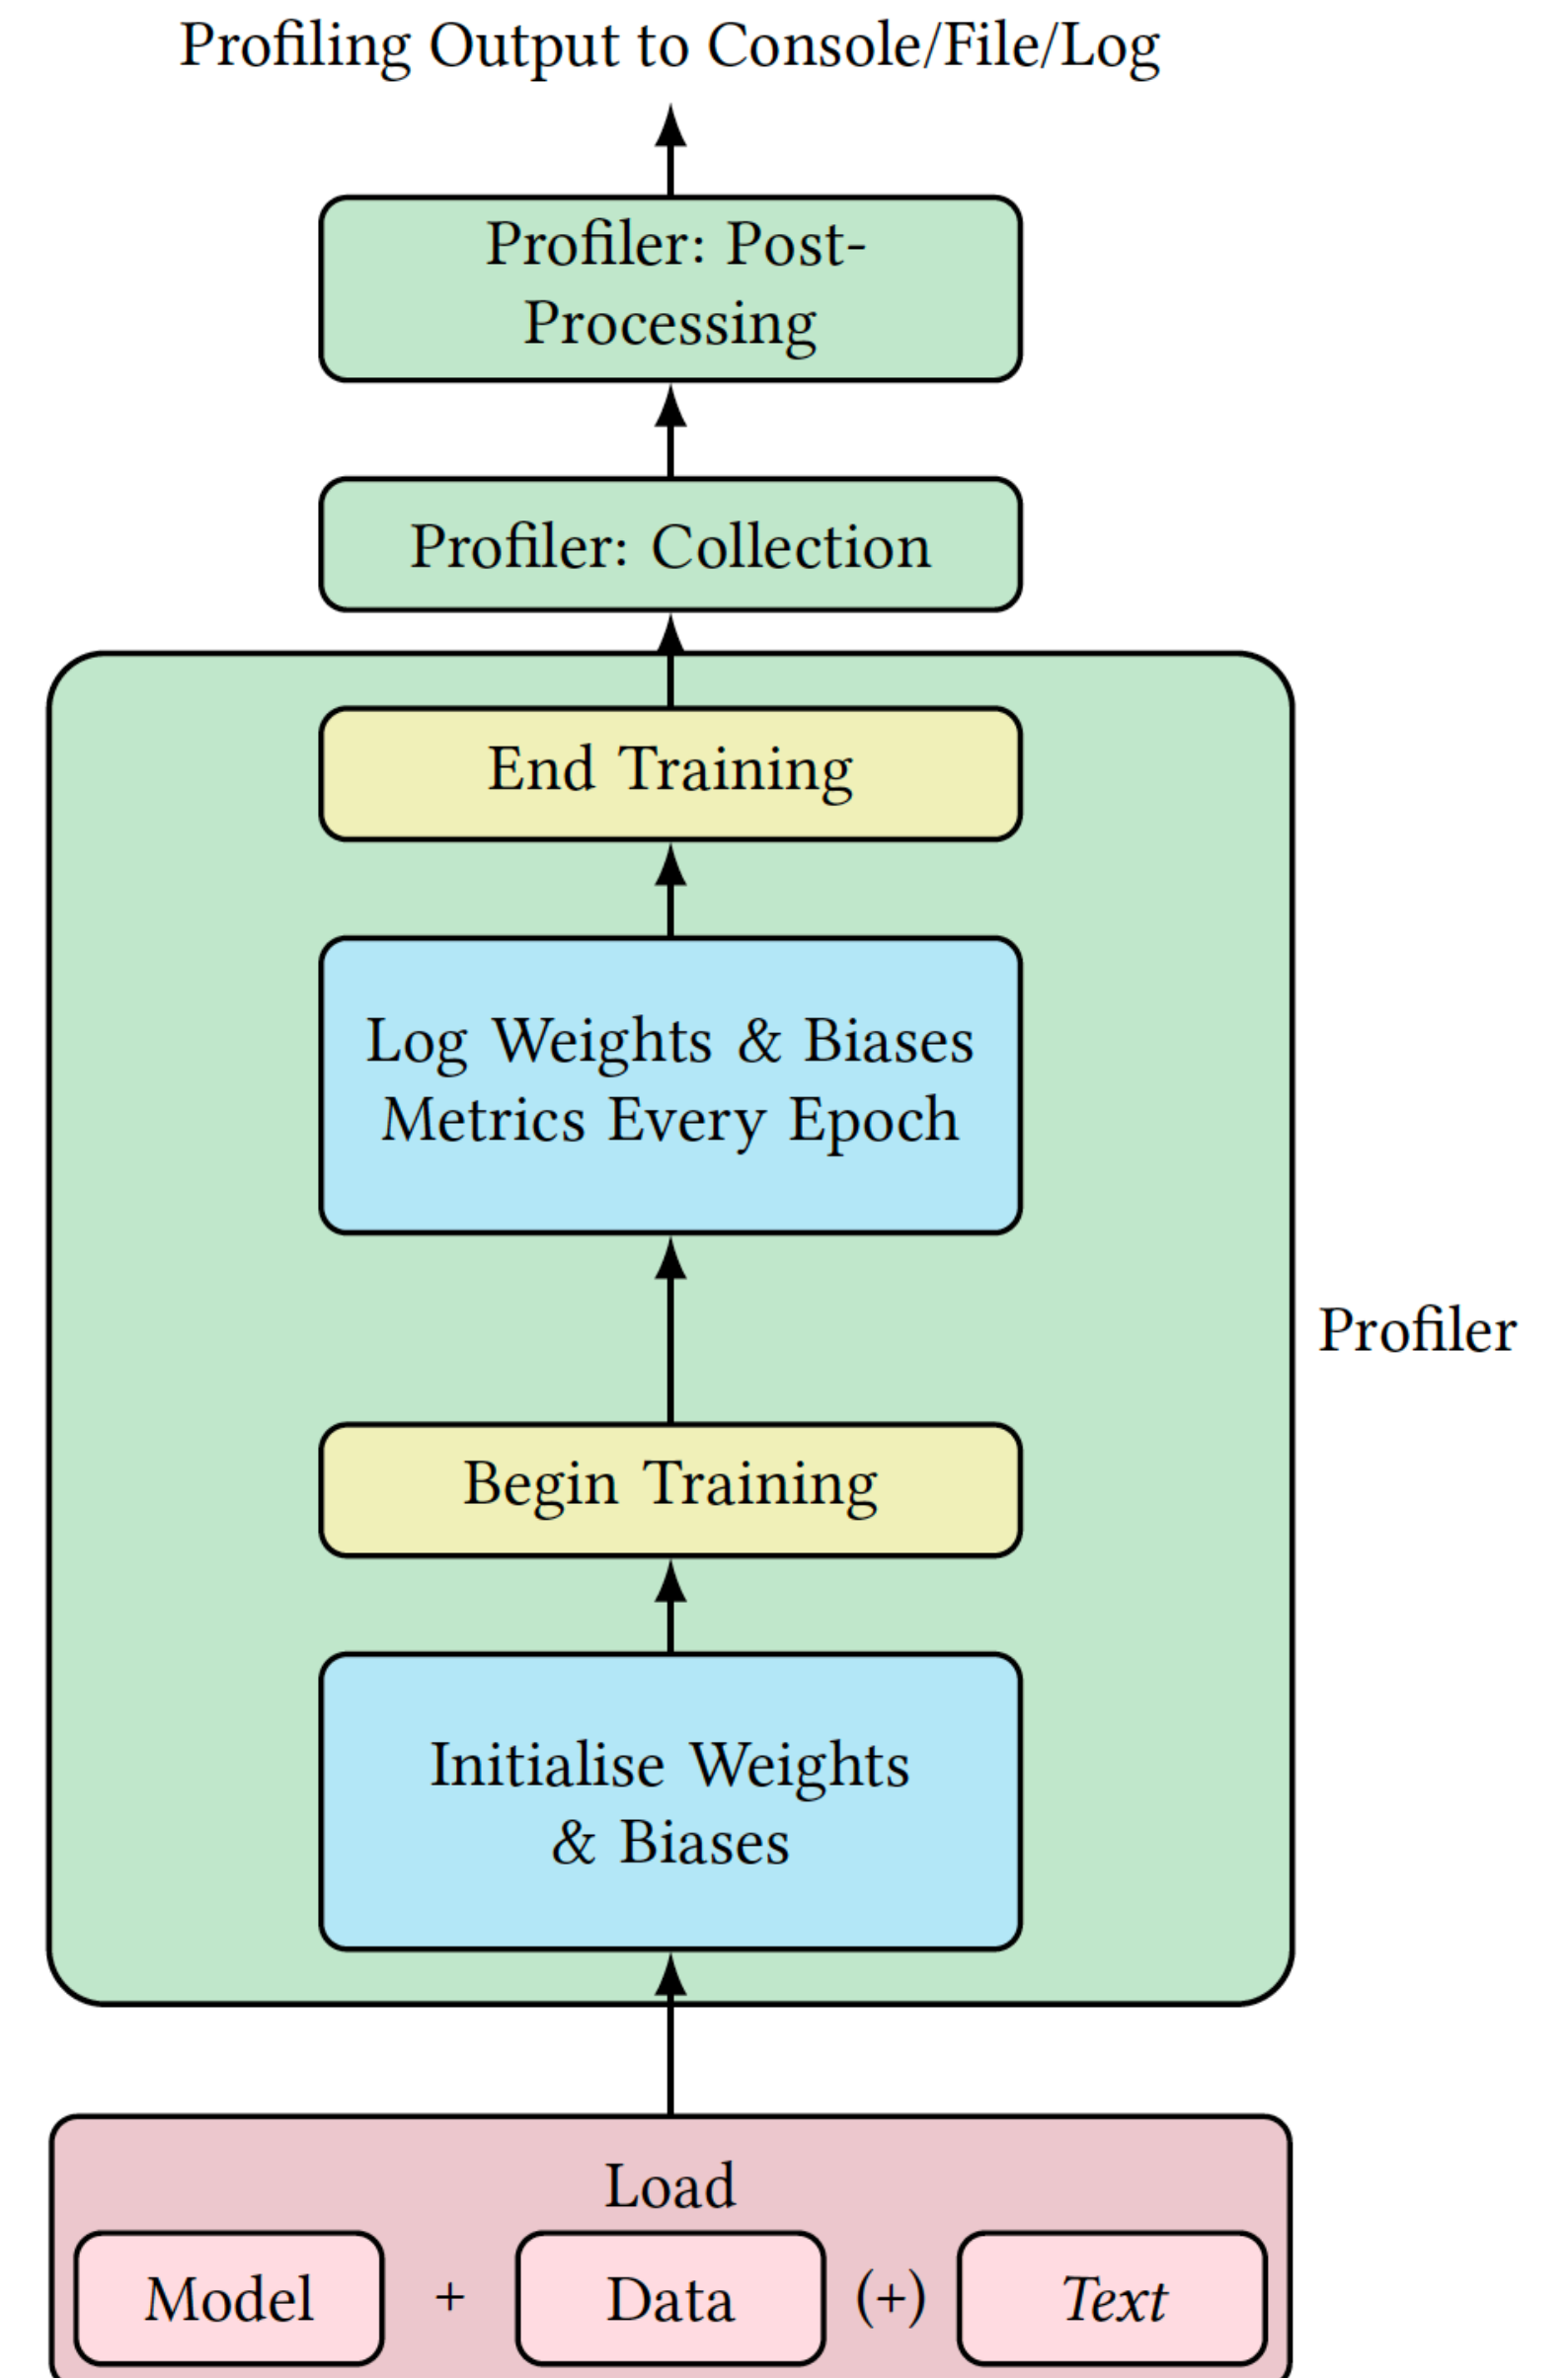 Profiling Output to Console/File/Log
Profiler: Post-
Processing
Profiler: Collection
End Training
Log Weights & Biases
Metrics Every Epoch
Profiler
Begin Training
Initialise Weights
& Biases
Load
Model + Data (+) Text